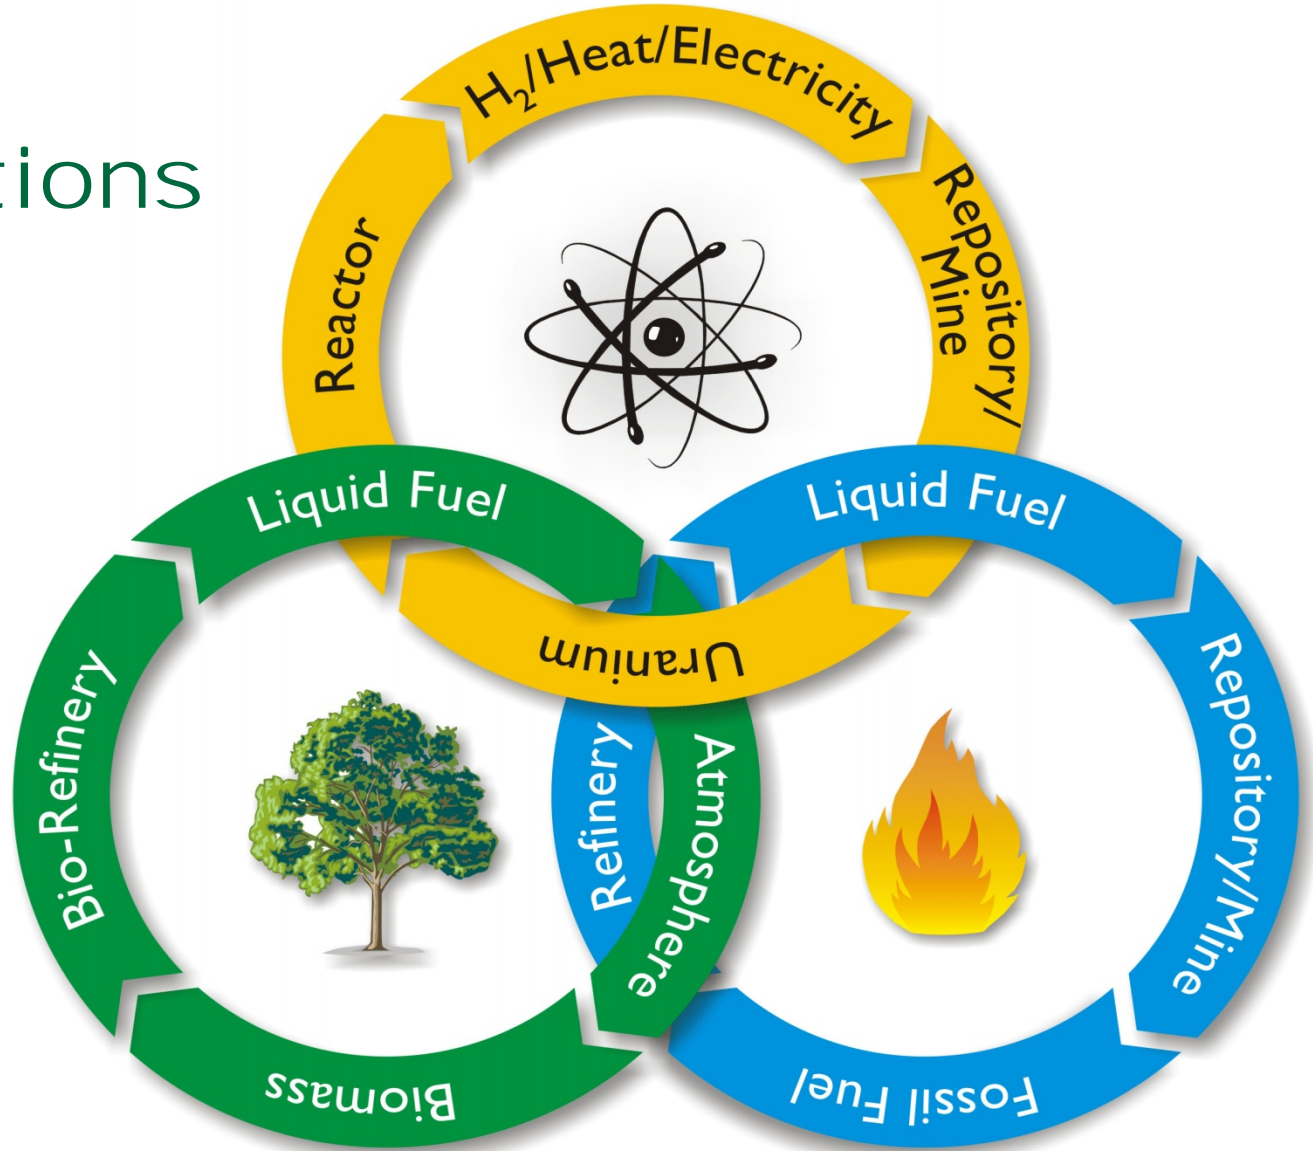 tions
H₂/Heat/Electricity
Reactor
Repository/
Mine
Uranium
Liquid Fuel
Atmosphere
Biomass
Bio-Refinery
Liquid Fuel
Repository/Mine
Fossil Fuel
Refinery